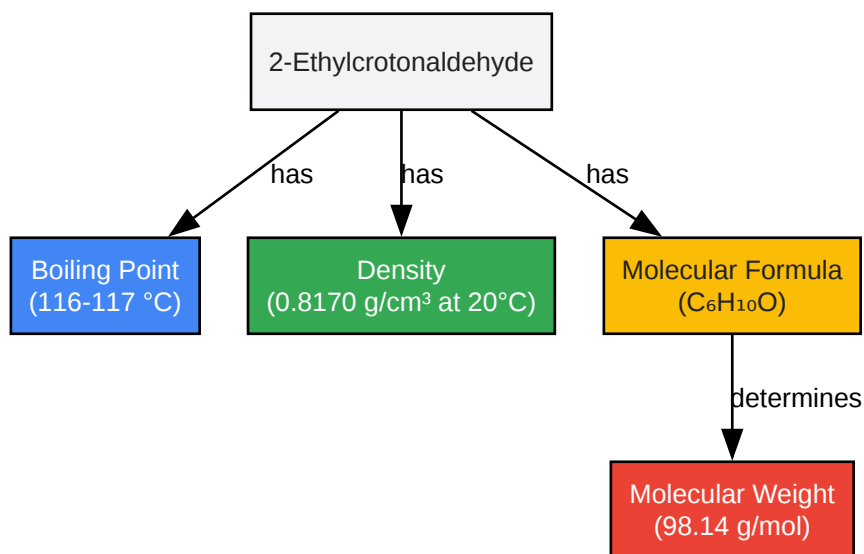 2-Ethylcrotonaldehyde
has
has
has
Boiling Point
(116-117 °C)
Density
(0.8170 g/cm³ at 20°C)
Molecular Formula
(C₆H₁₀O)
determines
Molecular Weight
(98.14 g/mol)